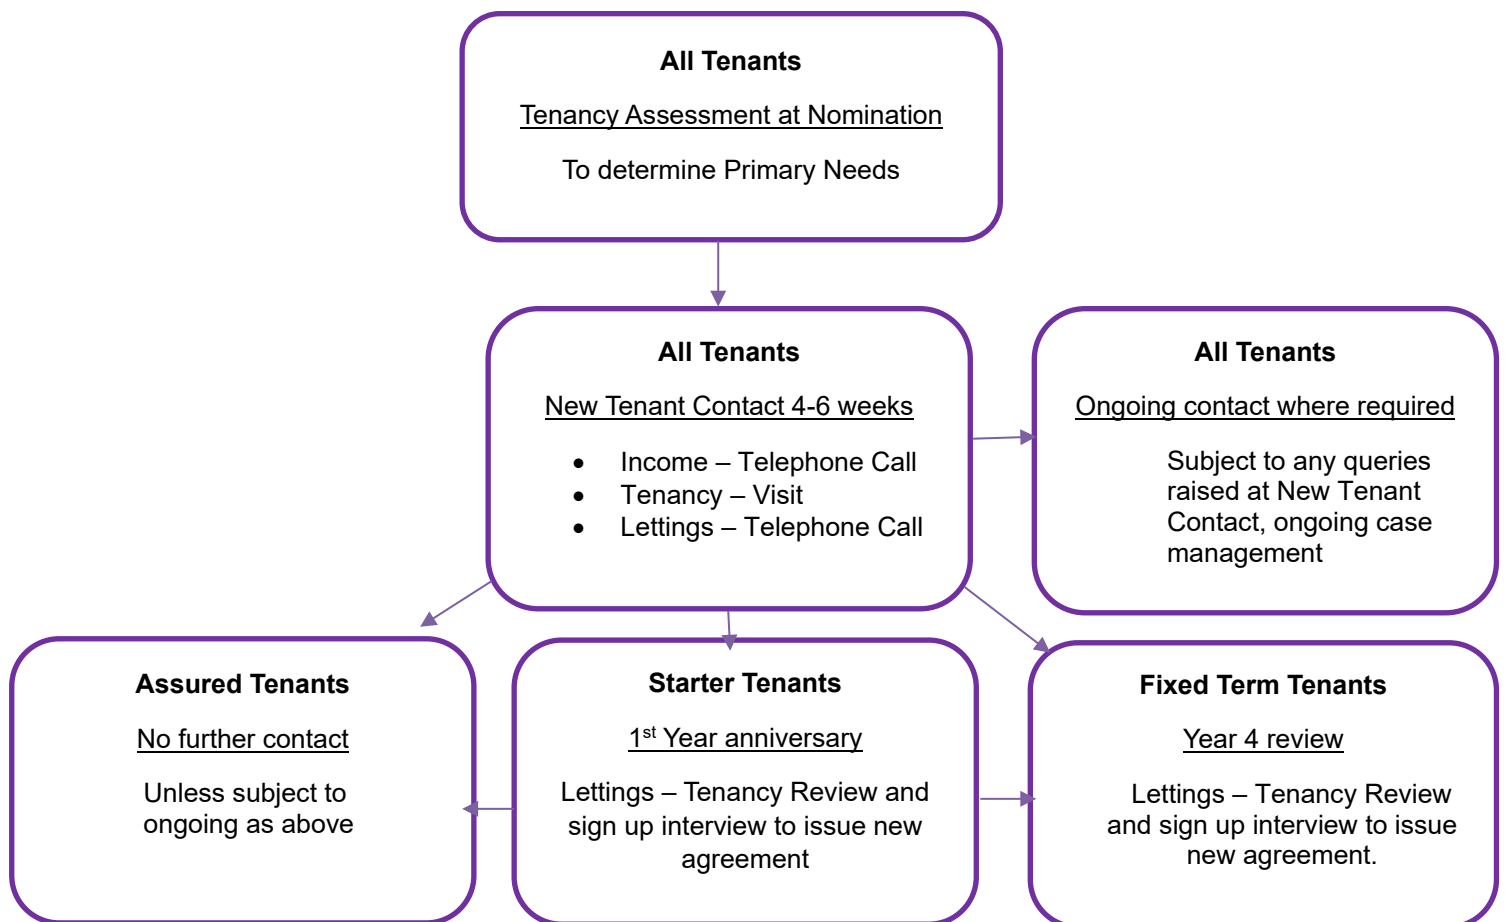 All Tenants
Tenancy Assessment at Nomination
To determine Primary Needs
All Tenants
New Tenant Contact 4-6 weeks
• Income – Telephone Call
• Tenancy – Visit
• Lettings – Telephone Call
All Tenants
Ongoing contact where required
Subject to any queries
raised at New Tenant
Contact, ongoing case
management
Assured Tenants
No further contact
Unless subject to
ongoing as above
Starter Tenants
1st Year anniversary
Lettings – Tenancy Review and
sign up interview to issue new
agreement
Fixed Term Tenants
Year 4 review
Lettings – Tenancy Review
and sign up interview to issue
new agreement.